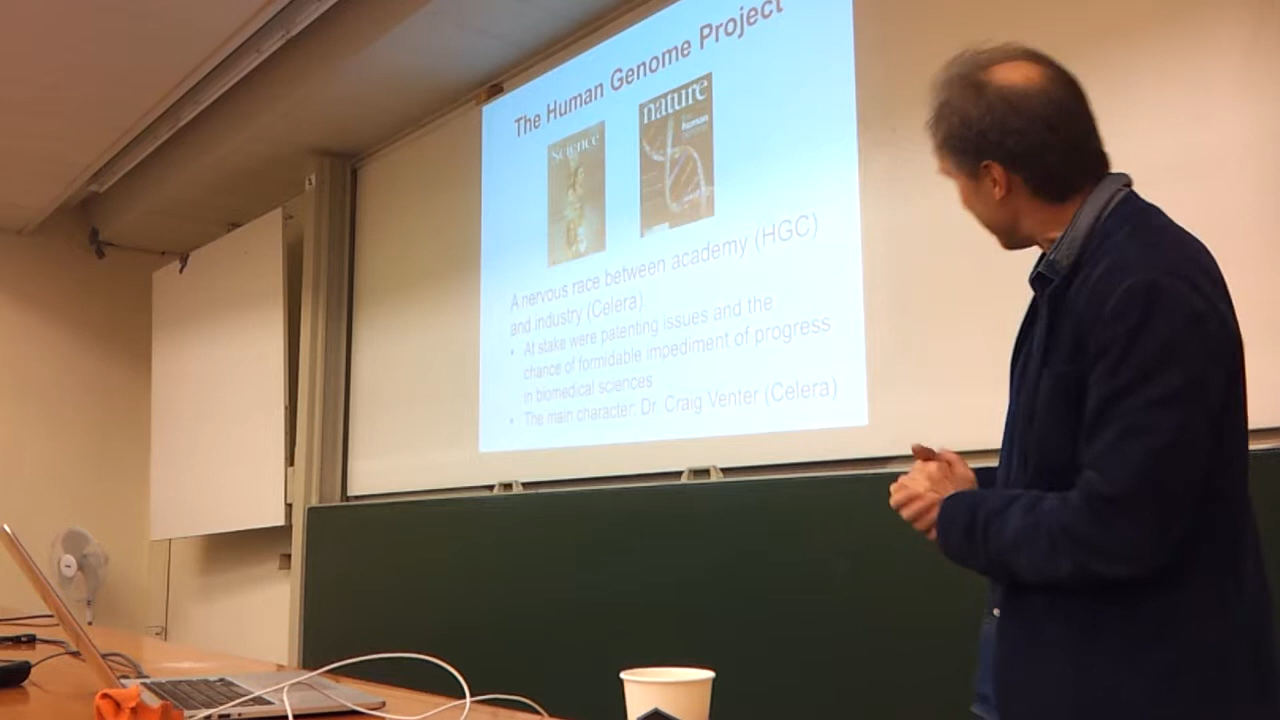 The Human Genome Project
Science
nature
human
A nervous race between academy (HGC)
and industry (Celera).
• At stake were patenting issues and the
chance of formidable impediment of progress
in biomedical sciences
• The main character: Dr. Craig Venter (Celera)